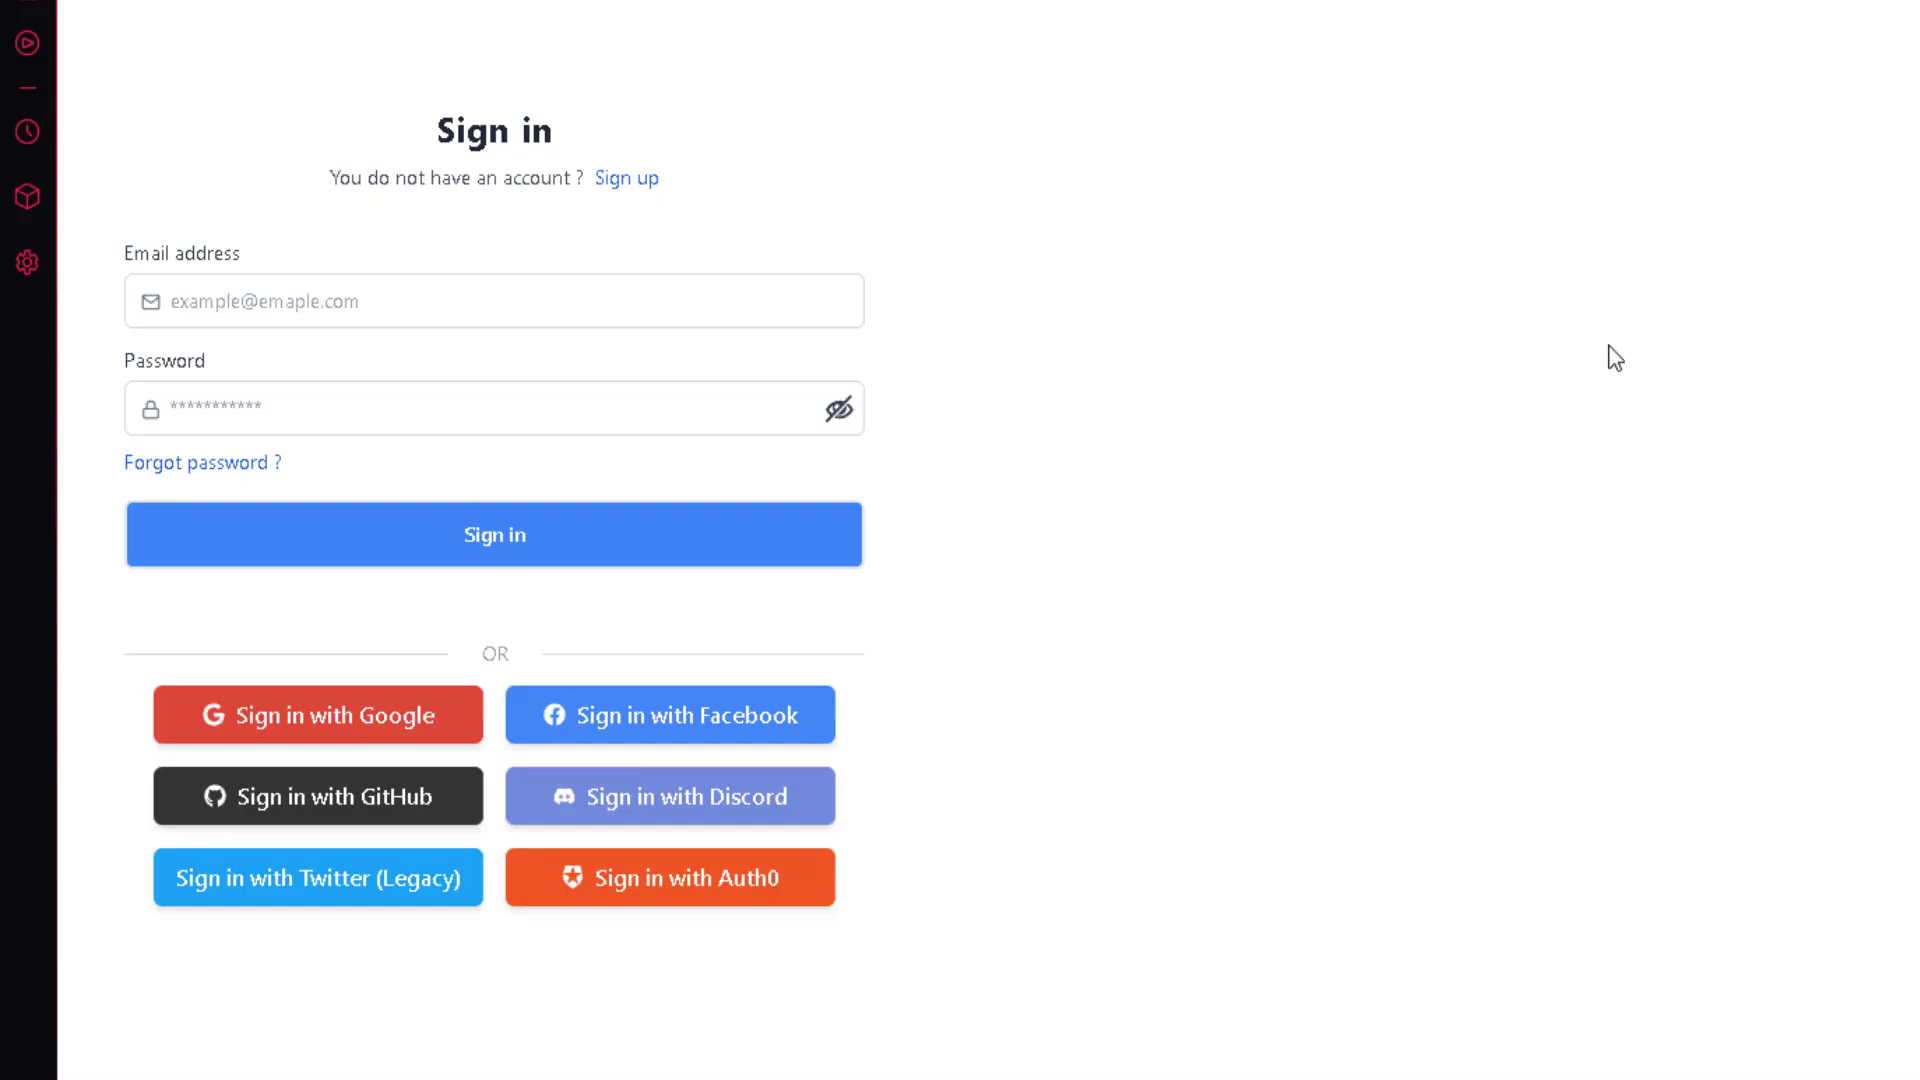 Sign in
You do not have an account ? Sign up
Email address
example@emaple.com
Password
***********
Forgot password ?
Sign in
OR
Sign in with Google
Sign in with Facebook
Sign in with GitHub
Sign in with Discord
Sign in with Twitter (Legacy)
Sign in with Auth0